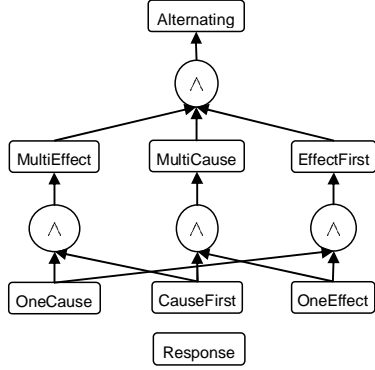 Alternating
∧
MultiEffect MultiCause EffectFirst
∧ ∧ ∧
OneCause CauseFirst OneEffect
Response